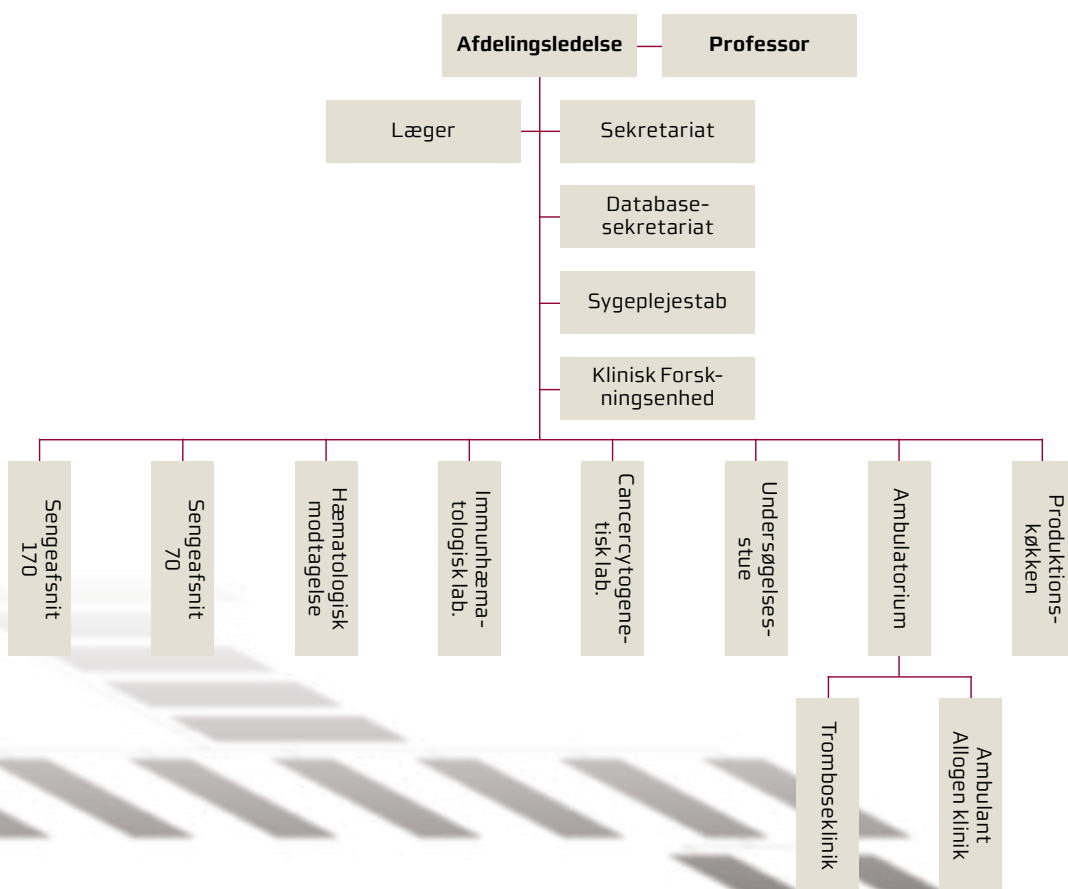 Afdelingsledelse
Professor
Læger
Sekretariat
Database-
sekretariat
Sygeplejestab
Klinisk Forsk-
ningsenhed
Sengeafsnit
170
Sengeafsnit
70
Hæmatologisk
modtagelse
Immunhæma-
tologisk lab.
Cancercytogene-
tisk lab.
Undersøgelses-
stue
Ambulatorium
Produktions-
køkken
Tromboseklinik
Ambulant
Allogen klinik